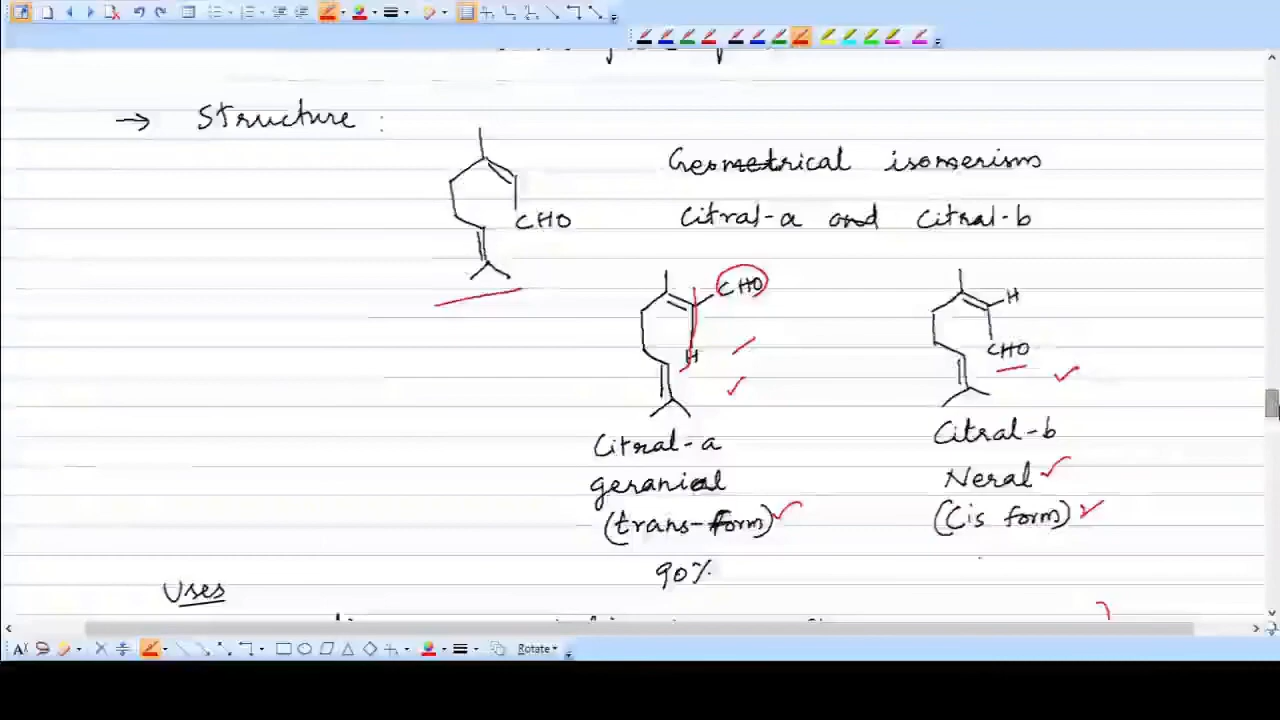 → Structure :
CHO
Geometrical isomerism
Citral-a and Citral-b
CHO
H
H
CHO
Citral-a
geranial
(trans-form)
90%
Citral-b
Neral
(Cis form)
Uses
Rotate